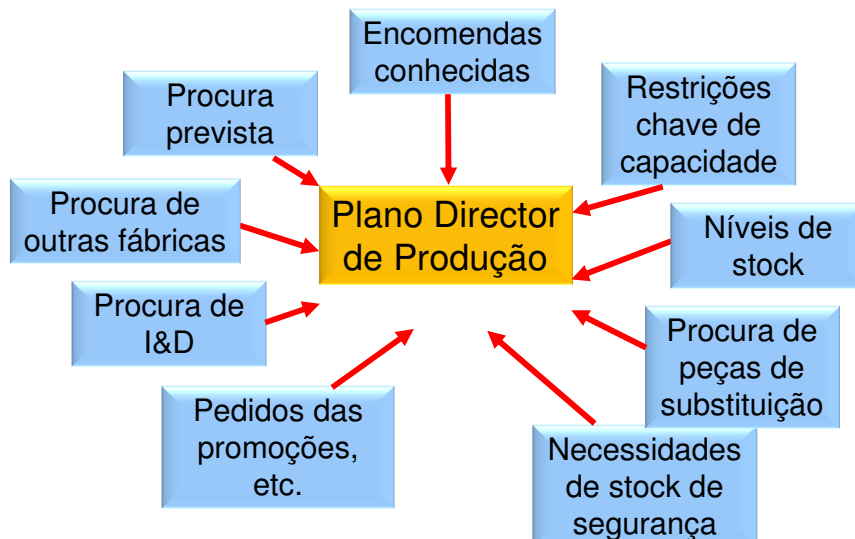 Encomendas
conhecidas
Procura
prevista
Restrições
chave de
capacidade
Plano Director
de Produção
Procura de
outras fábricas
Níveis de
stock
Procura de
I&D
Procura de
peças de
substituição
Pedidos das
promoções,
etc.
Necessidades
de stock de
segurança